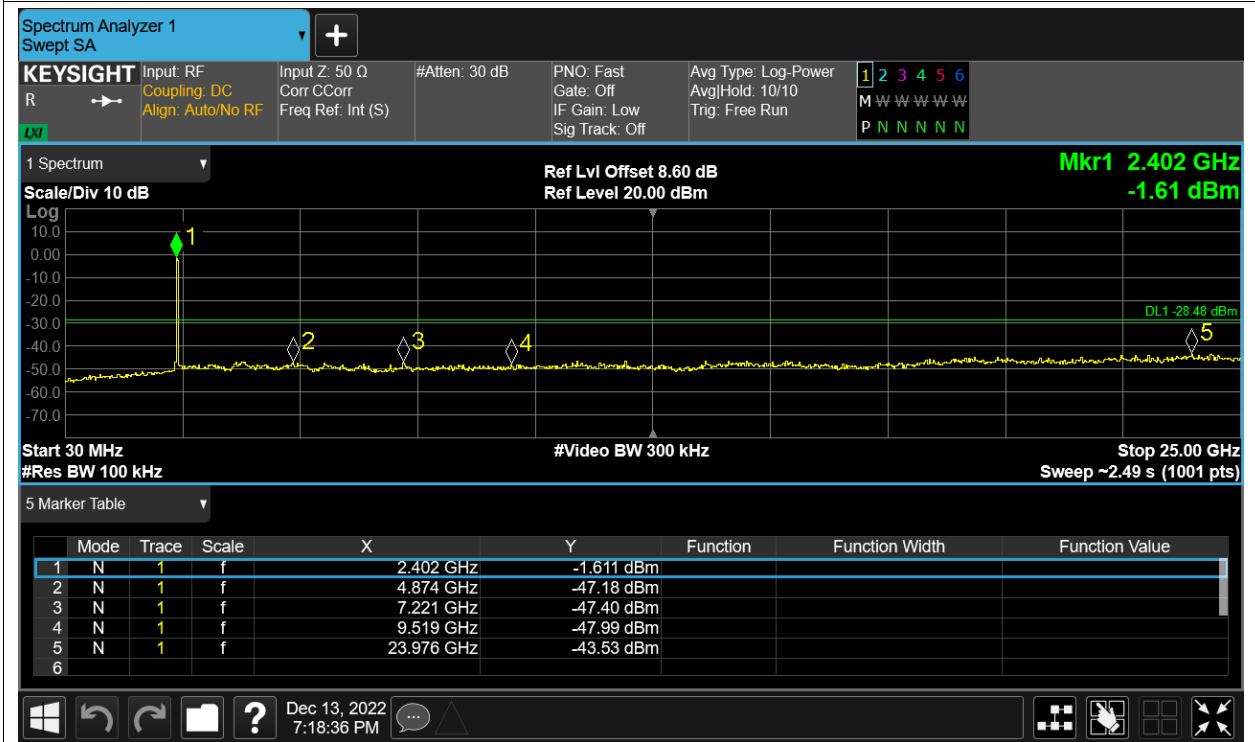 Spectrum Analyzer 1
Swept SA
+
KEYSIGHT
R
LXI
Input: RF
Coupling: DC
Align: Auto/No RF
Input Z: 50 Ω
Corr CCorr
Freq Ref: Int (S)
#Atten: 30 dB
PNO: Fast
Gate: Off
IF Gain: Low
Sig Track: Off
Avg Type: Log-Power
Avg|Hold: 10/10
Trig: Free Run
1 2 3 4 5 6
M W W W W W
P N N N N N
1 Spectrum
Scale/Div 10 dB
Ref Lvl Offset 8.60 dB
Ref Level 20.00 dBm
Mkr1 2.402 GHz
-1.61 dBm
Log
10.0
0.00
-10.0
-20.0
-30.0
-40.0
-50.0
-60.0
-70.0
1
2
3
4
5
DL1 -28.48 dBm
Start 30 MHz
#Res BW 100 kHz
#Video BW 300 kHz
Stop 25.00 GHz
Sweep ~2.49 s (1001 pts)
5 Marker Table
Mode Trace Scale X Y Function Function Width Function Value
1 N 1 f 2.402 GHz -1.611 dBm
2 N 1 f 4.874 GHz -47.18 dBm
3 N 1 f 7.221 GHz -47.40 dBm
4 N 1 f 9.519 GHz -47.99 dBm
5 N 1 f 23.976 GHz -43.53 dBm
6
?
Dec 13, 2022
7:18:36 PM